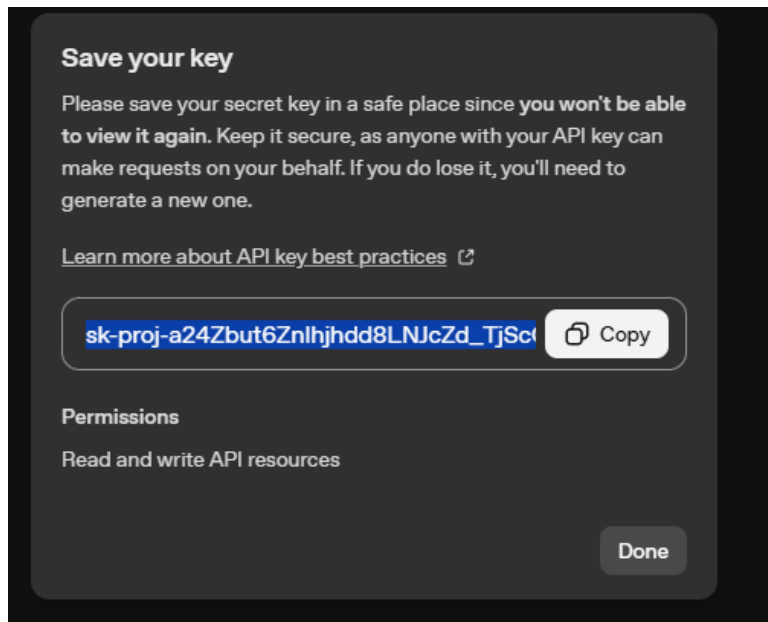 Save your key
Please save your secret key in a safe place since you won't be able
to view it again. Keep it secure, as anyone with your API key can
make requests on your behalf. If you do lose it, you'll need to
generate a new one.
Learn more about API key best practices
Copy
Permissions
Read and write API resources
Done